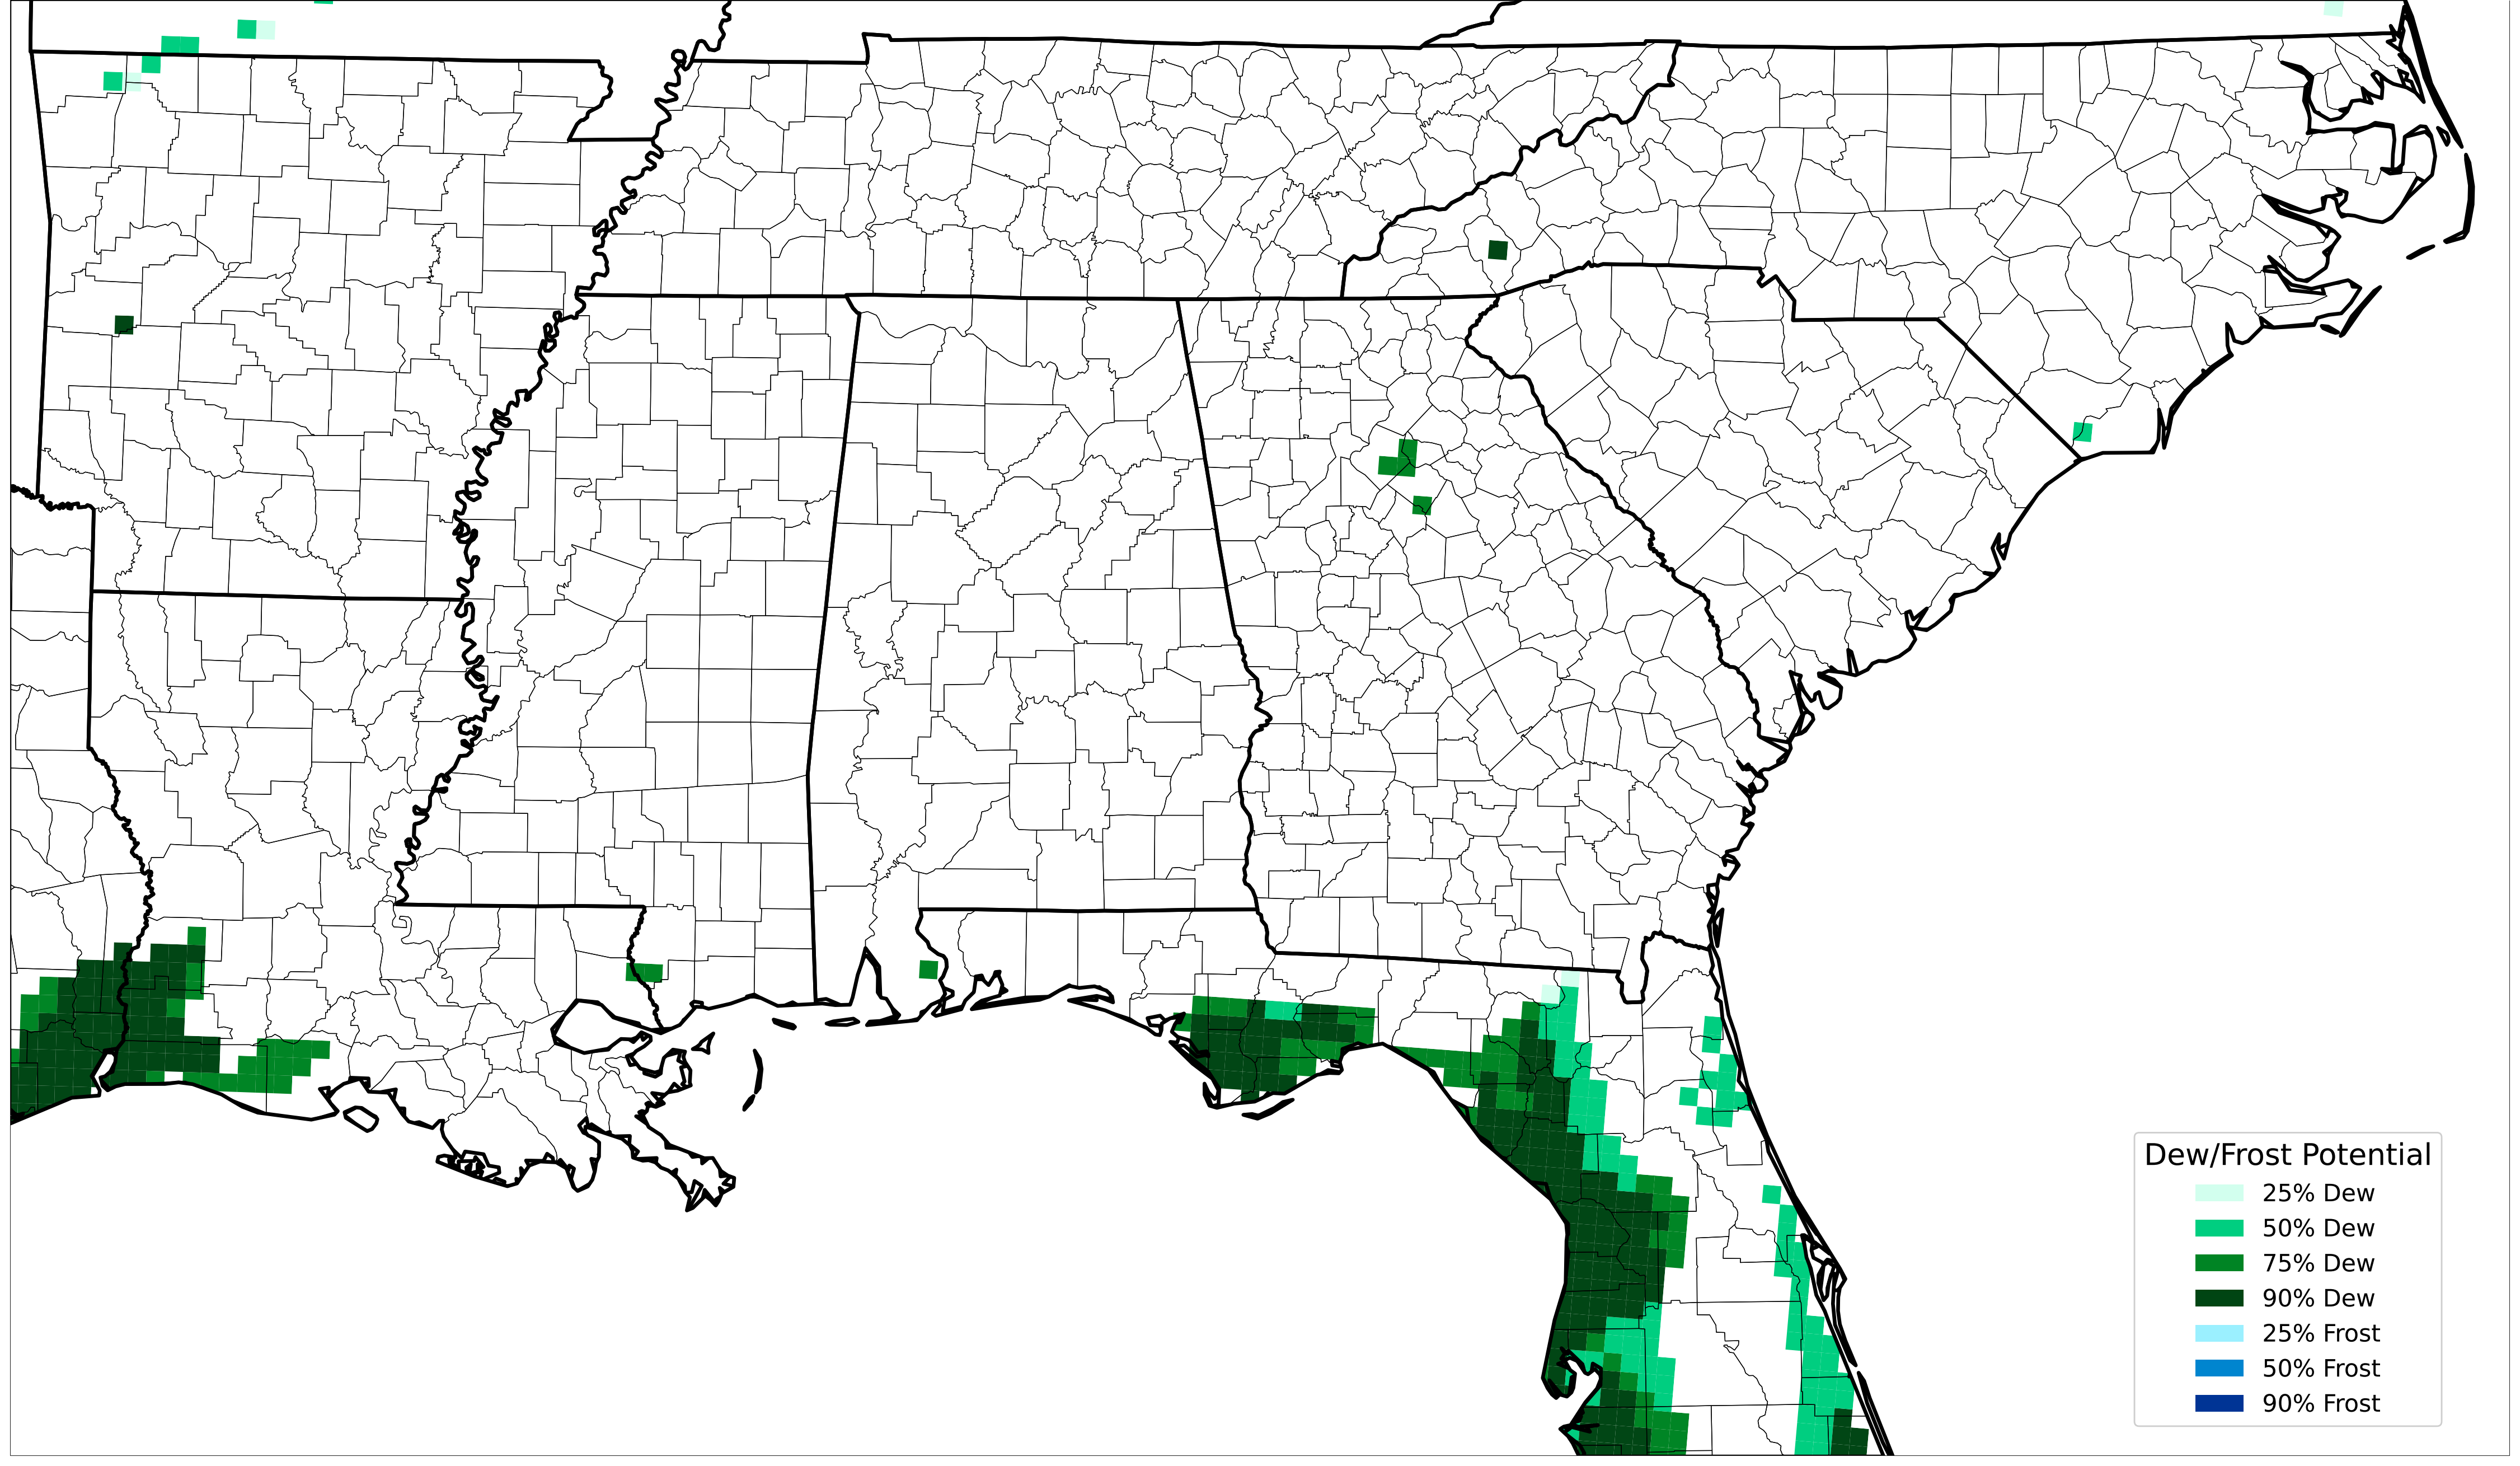 Dew/Frost Potential
25% Dew
50% Dew
75% Dew
90% Dew
25% Frost
50% Frost
90% Frost